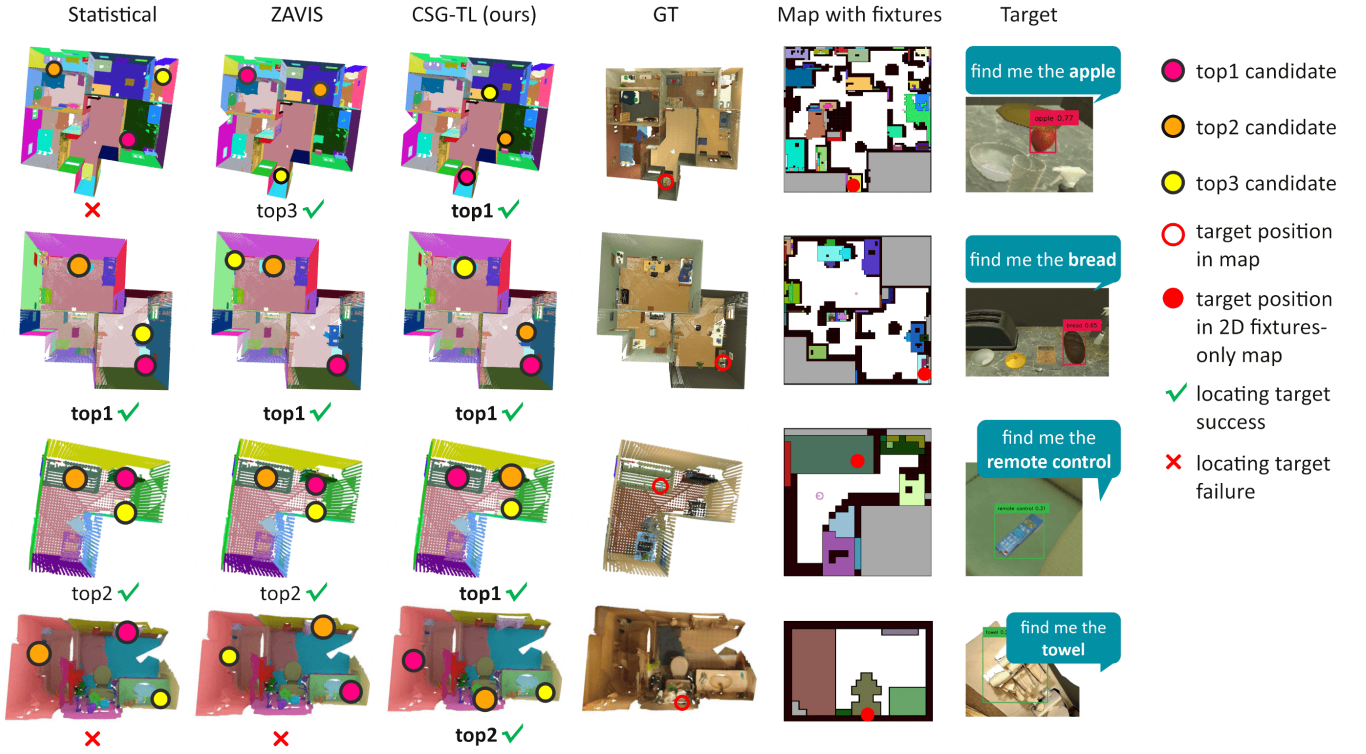 Statistical
ZAVIS
CSG-TL (ours)
GT
Map with fixtures
Target
find me the apple
apple 0.77
top3
top1
top1 candidate
top2 candidate
top3 candidate
target position
in map
target position
in 2D fixtures-
only map
locating target
success
locating target
failure
find me the bread
bread 0.45
top1
top1
top1
find me the
remote control
remote control 0.31
top2
top2
top1
find me the
towel
towel
top2